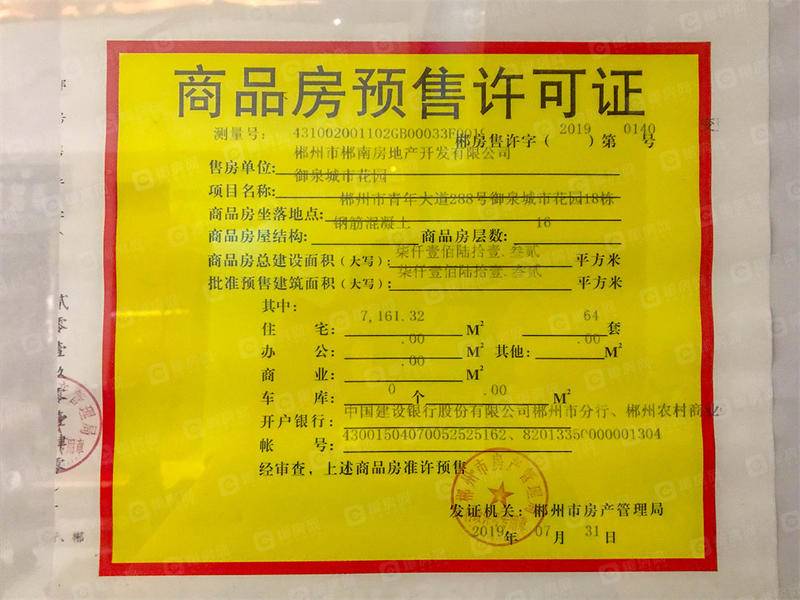 商品房预售许可证
测量号: 431002001102GB00033F001
郴房售许字( 2019 )第 0140 号
售房单位: 郴州市郴南房地产开发有限公司
项目名称: 御泉城市花园
商品房坐落地点: 郴州市青年大道288号御泉城市花园18栋
商品房屋结构: 钢筋混凝土 商品房层数: 16
商品房总建设面积(大写): 柒仟壹佰陆拾壹.叁贰 平方米
批准预售建筑面积(大写): 柒仟壹佰陆拾壹.叁贰 平方米
其中:
住 宅: 7,161.32 M² 64 套
办 公: .00 M² 其他: .00 M²
商 业: .00 M²
车 库: 0 个 .00 M²
开户银行: 中国建设银行股份有限公司郴州市分行、郴州农村商业
帐 号: 43001504070052525162、82013350000001304
经审查,上述商品房准许预售
郴州市房产管理局
发证机关: 郴州市房产管理局
2019 年 07 月 31 日